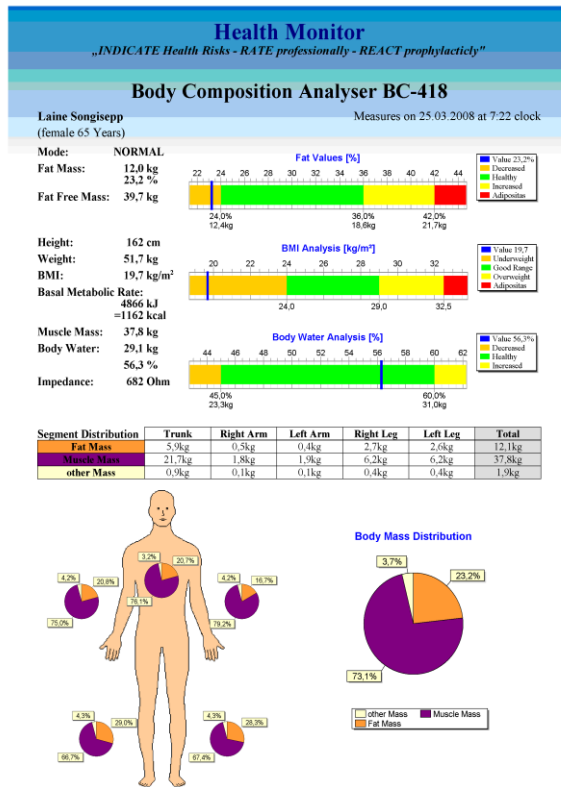 Health Monitor
„INDICATE Health Risks - RATE professionally - REACT prophylacticly"
Body Composition Analyser BC-418
Laine Songisepp
Measures on 25.03.2008 at 7:22 clock
(female 65 Years)
Mode: NORMAL
Fat Mass: 12,0 kg
23,2 %
Fat Free Mass: 39,7 kg
Fat Values [%]
22 24 26 28 30 32 34 36 38 40 42 44
24,0% 36,0% 42,0%
12,4kg 18,6kg 21,7kg
Value 23,2%
Decreased
Healthy
Increased
Adipositas
Height: 162 cm
Weight: 51,7 kg
BMI: 19,7 kg/m²
Basal Metabolic Rate:
4866 kJ
=1162 kcal
BMI Analysis [kg/m²]
20 22 24 26 28 30 32
24,0 29,0 32,5
Value 19,7
Underweight
Good Range
Overweight
Adipositas
Muscle Mass: 37,8 kg
Body Water: 29,1 kg
56,3 %
Impedance: 682 Ohm
Body Water Analysis [%]
44 46 48 50 52 54 56 58 60 62
45,0% 60,0%
23,3kg 31,0kg
Value 56,3%
Decreased
Healthy
Increased
Segment Distribution Trunk Right Arm Left Arm Right Leg Left Leg Total
Fat Mass 5,9kg 0,5kg 0,4kg 2,7kg 2,6kg 12,1kg
Muscle Mass 21,7kg 1,8kg 1,9kg 6,2kg 6,2kg 37,8kg
other Mass 0,9kg 0,1kg 0,1kg 0,4kg 0,4kg 1,9kg
3,2% 20,7%
76,1%
4,2% 20,8%
75,0%
4,2% 16,7%
79,2%
4,3% 29,0%
66,7%
4,3% 28,3%
67,4%
Body Mass Distribution
3,7%
23,2%
73,1%
other Mass Muscle Mass
Fat Mass